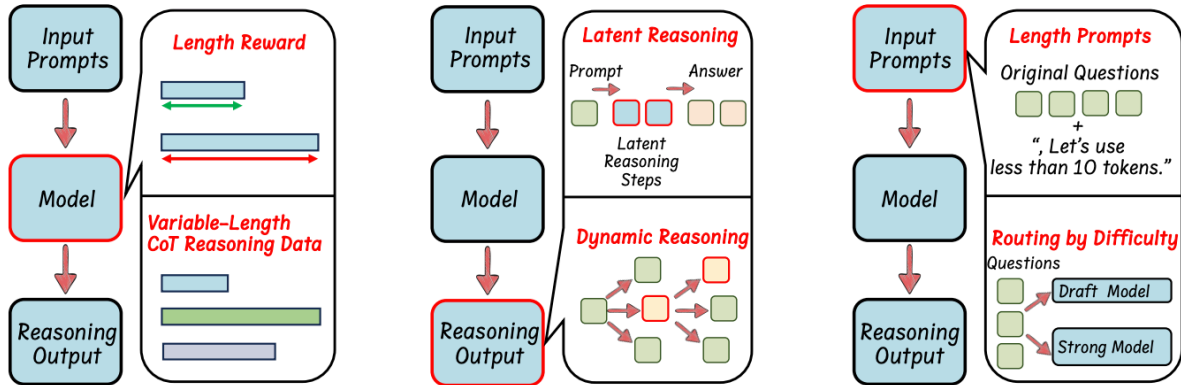 Input
Prompts
Model
Reasoning
Output
Length Reward
Variable-Length
CoT Reasoning Data
Input
Prompts
Model
Reasoning
Output
Latent Reasoning
Prompt
Answer
Latent
Reasoning
Steps
Dynamic Reasoning
Input
Prompts
Model
Reasoning
Output
Length Prompts
Original Questions
+
“, Let’s use
less than 10 tokens.”
Routing by Difficulty
Questions
Draft Model
Strong Model